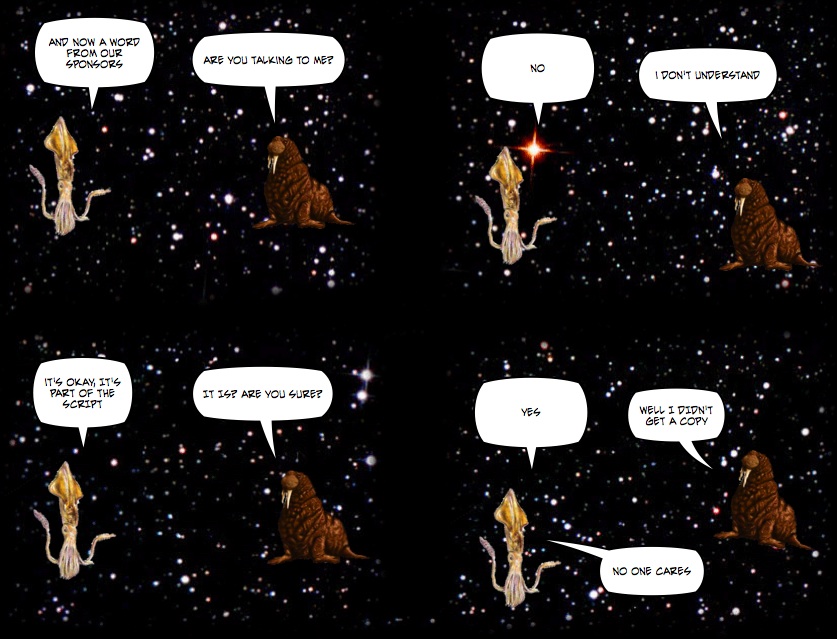 AND NOW A WORD
FROM OUR
SPONSORS
ARE YOU TALKING TO ME?
NO
I DON'T UNDERSTAND
IT'S OKAY, IT'S
PART OF THE
SCRIPT
IT IS? ARE YOU SURE?
YES
WELL I DIDN'T
GET A COPY
NO ONE CARES